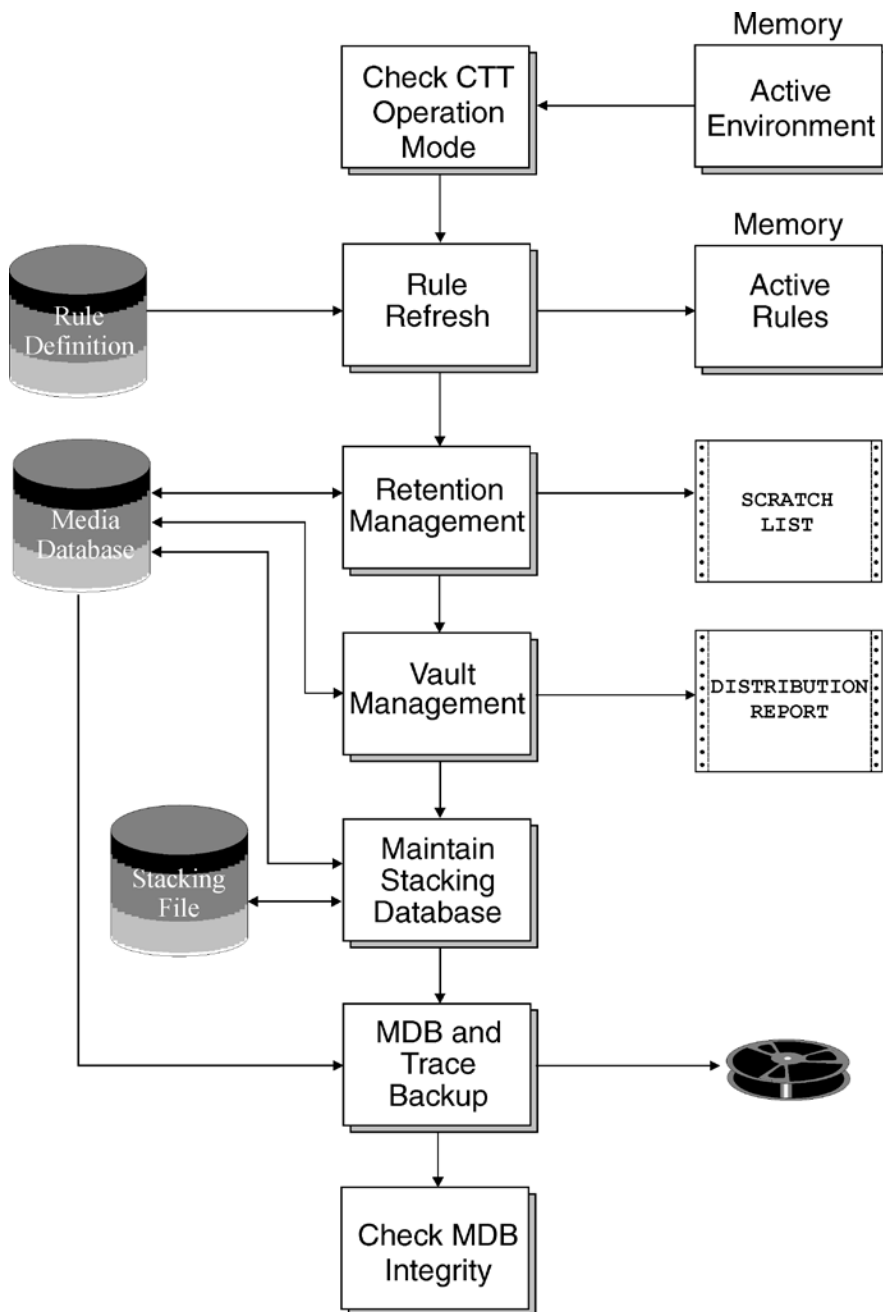 Memory
Check CTT
Operation
Mode
Active
Environment
Memory
Rule
Definition
Rule
Refresh
Active
Rules
Media
Database
Retention
Management
SCRATCH
LIST
Vault
Management
DISTRIBUTION
REPORT
Stacking
File
Maintain
Stacking
Database
MDB and
Trace
Backup
Check MDB
Integrity